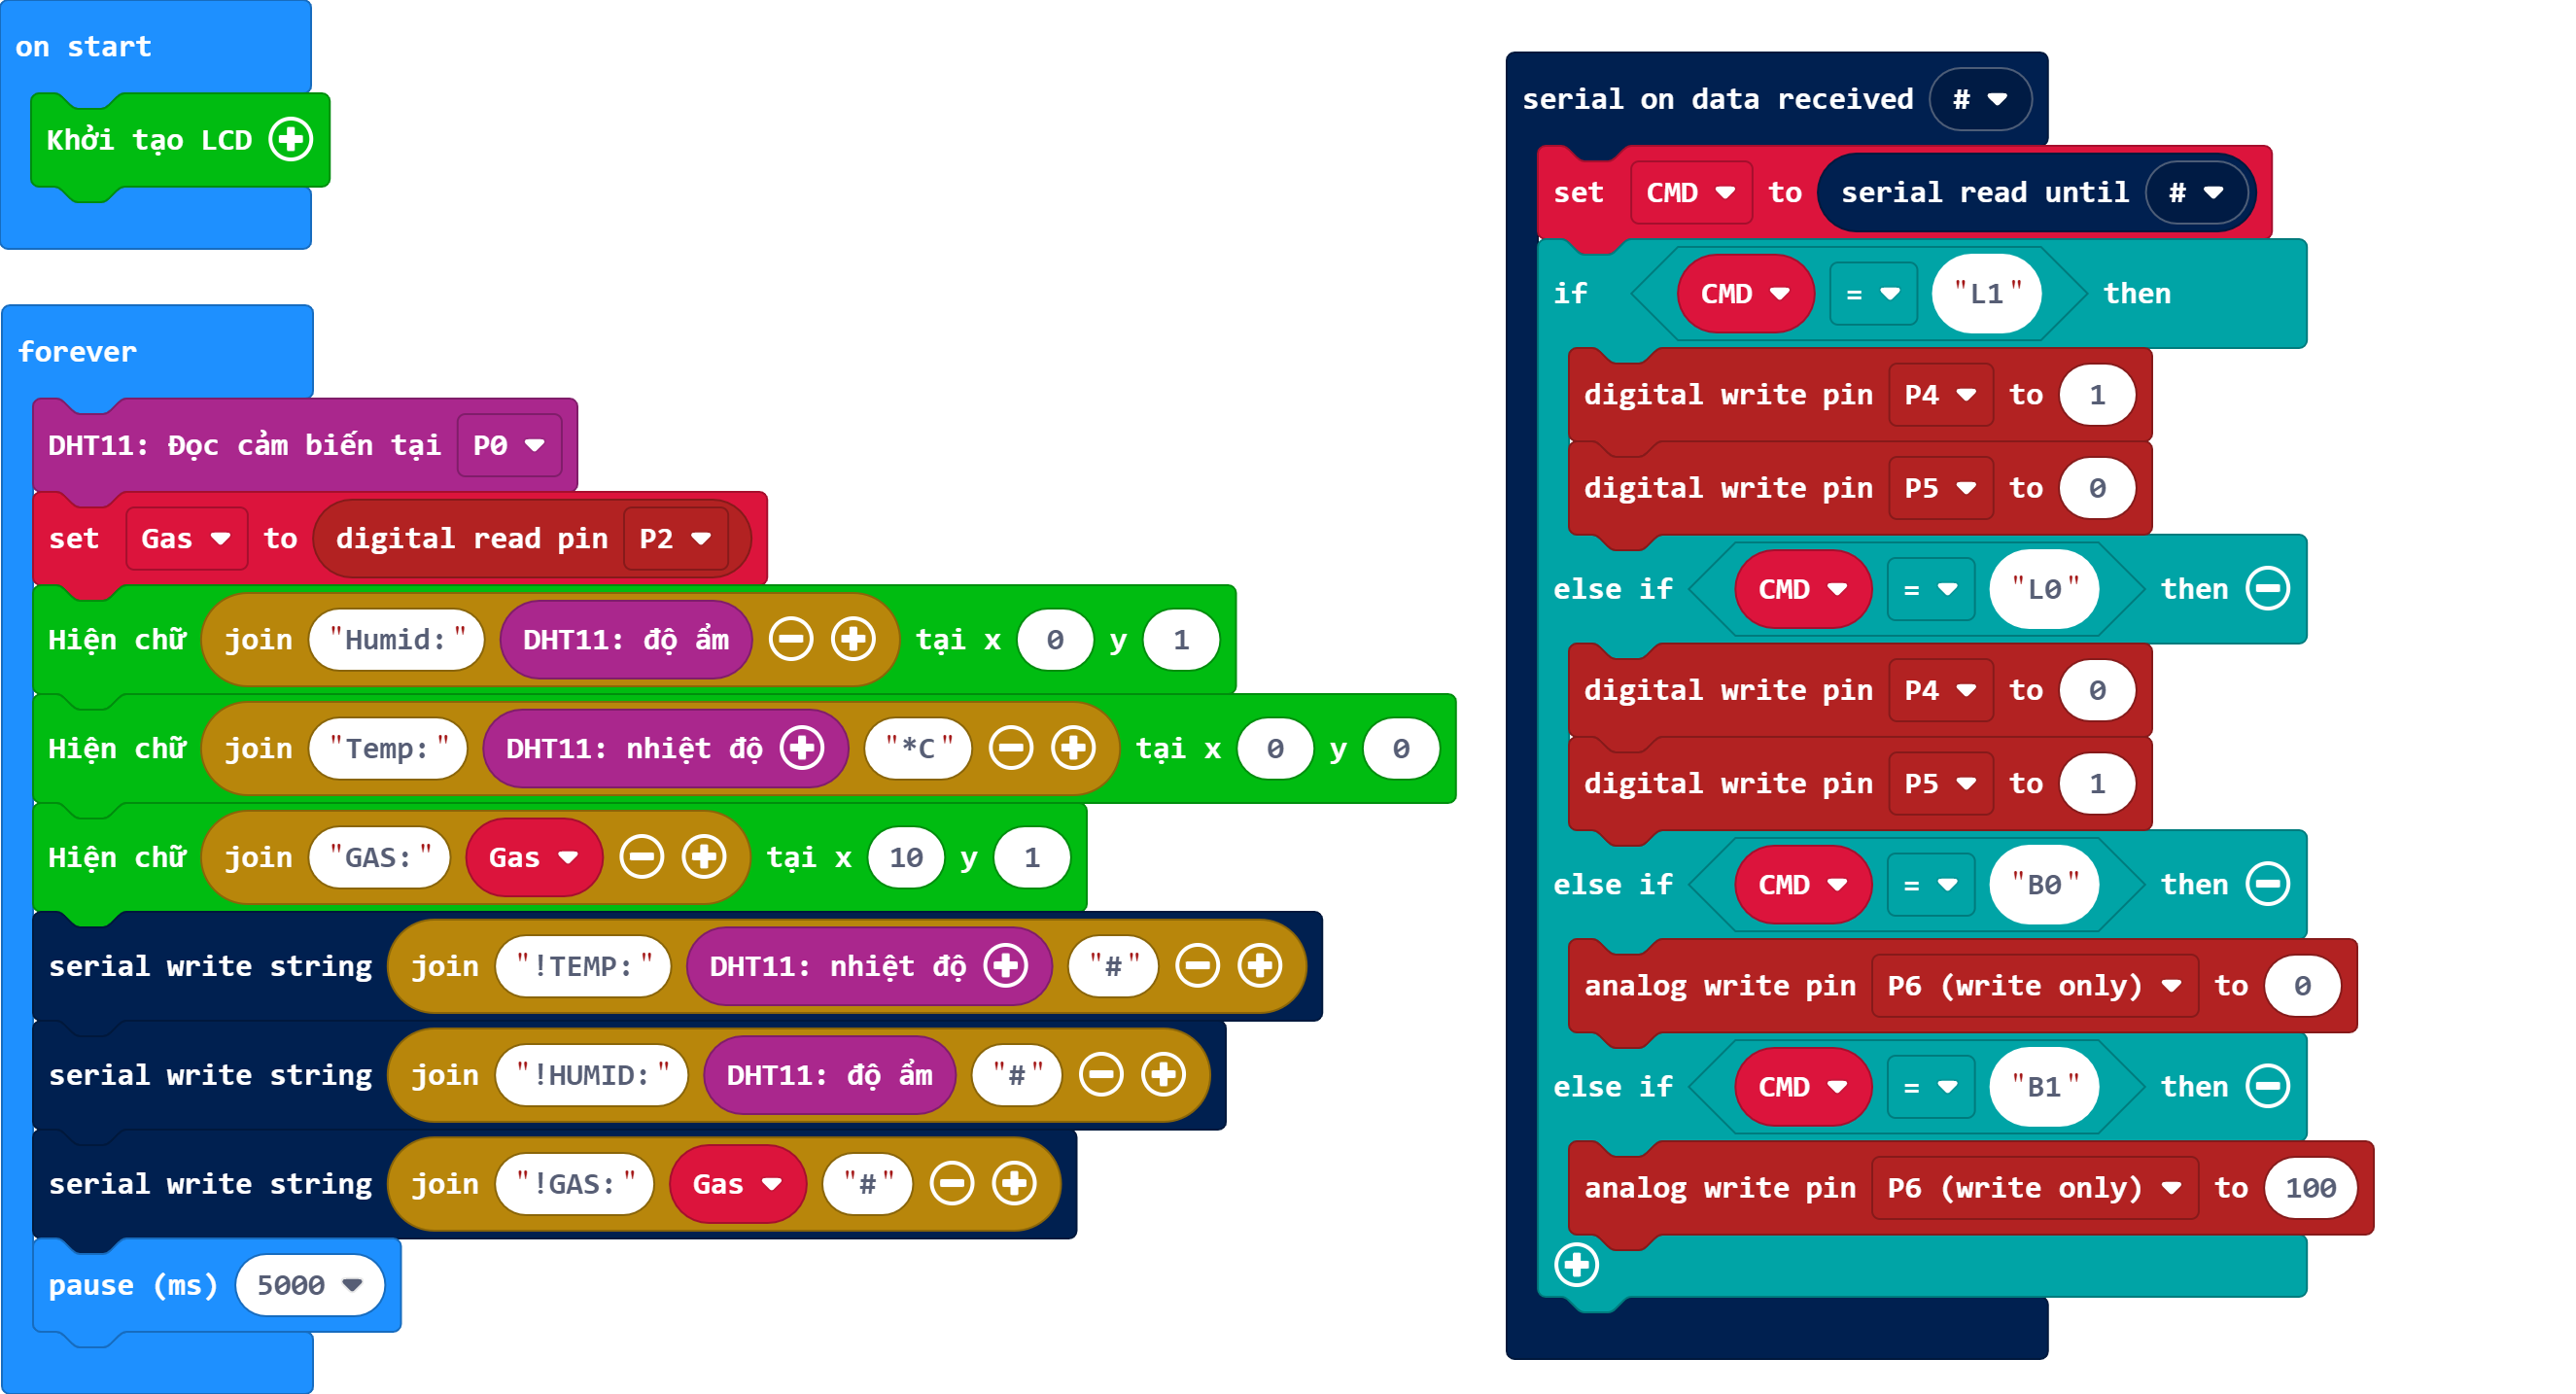 on start
Khởi tạo LCD
forever
DHT11: Đọc cảm biến tại P0
set Gas to digital read pin P2
Hiện chữ join "Humid:" DHT11: độ ẩm tại x 0 y 1
Hiện chữ join "Temp:" DHT11: nhiệt độ "*C" tại x 0 y 0
Hiện chữ join "GAS:" Gas tại x 10 y 1
serial write string join "!TEMP:" DHT11: nhiệt độ "#"
serial write string join "!HUMID:" DHT11: độ ẩm "#"
serial write string join "!GAS:" Gas "#"
pause (ms) 5000
serial on data received #
set CMD to serial read until #
if CMD = "L1" then
digital write pin P4 to 1
digital write pin P5 to 0
else if CMD = "L0" then
digital write pin P4 to 0
digital write pin P5 to 1
else if CMD = "B0" then
analog write pin P6 (write only) to 0
else if CMD = "B1" then
analog write pin P6 (write only) to 100